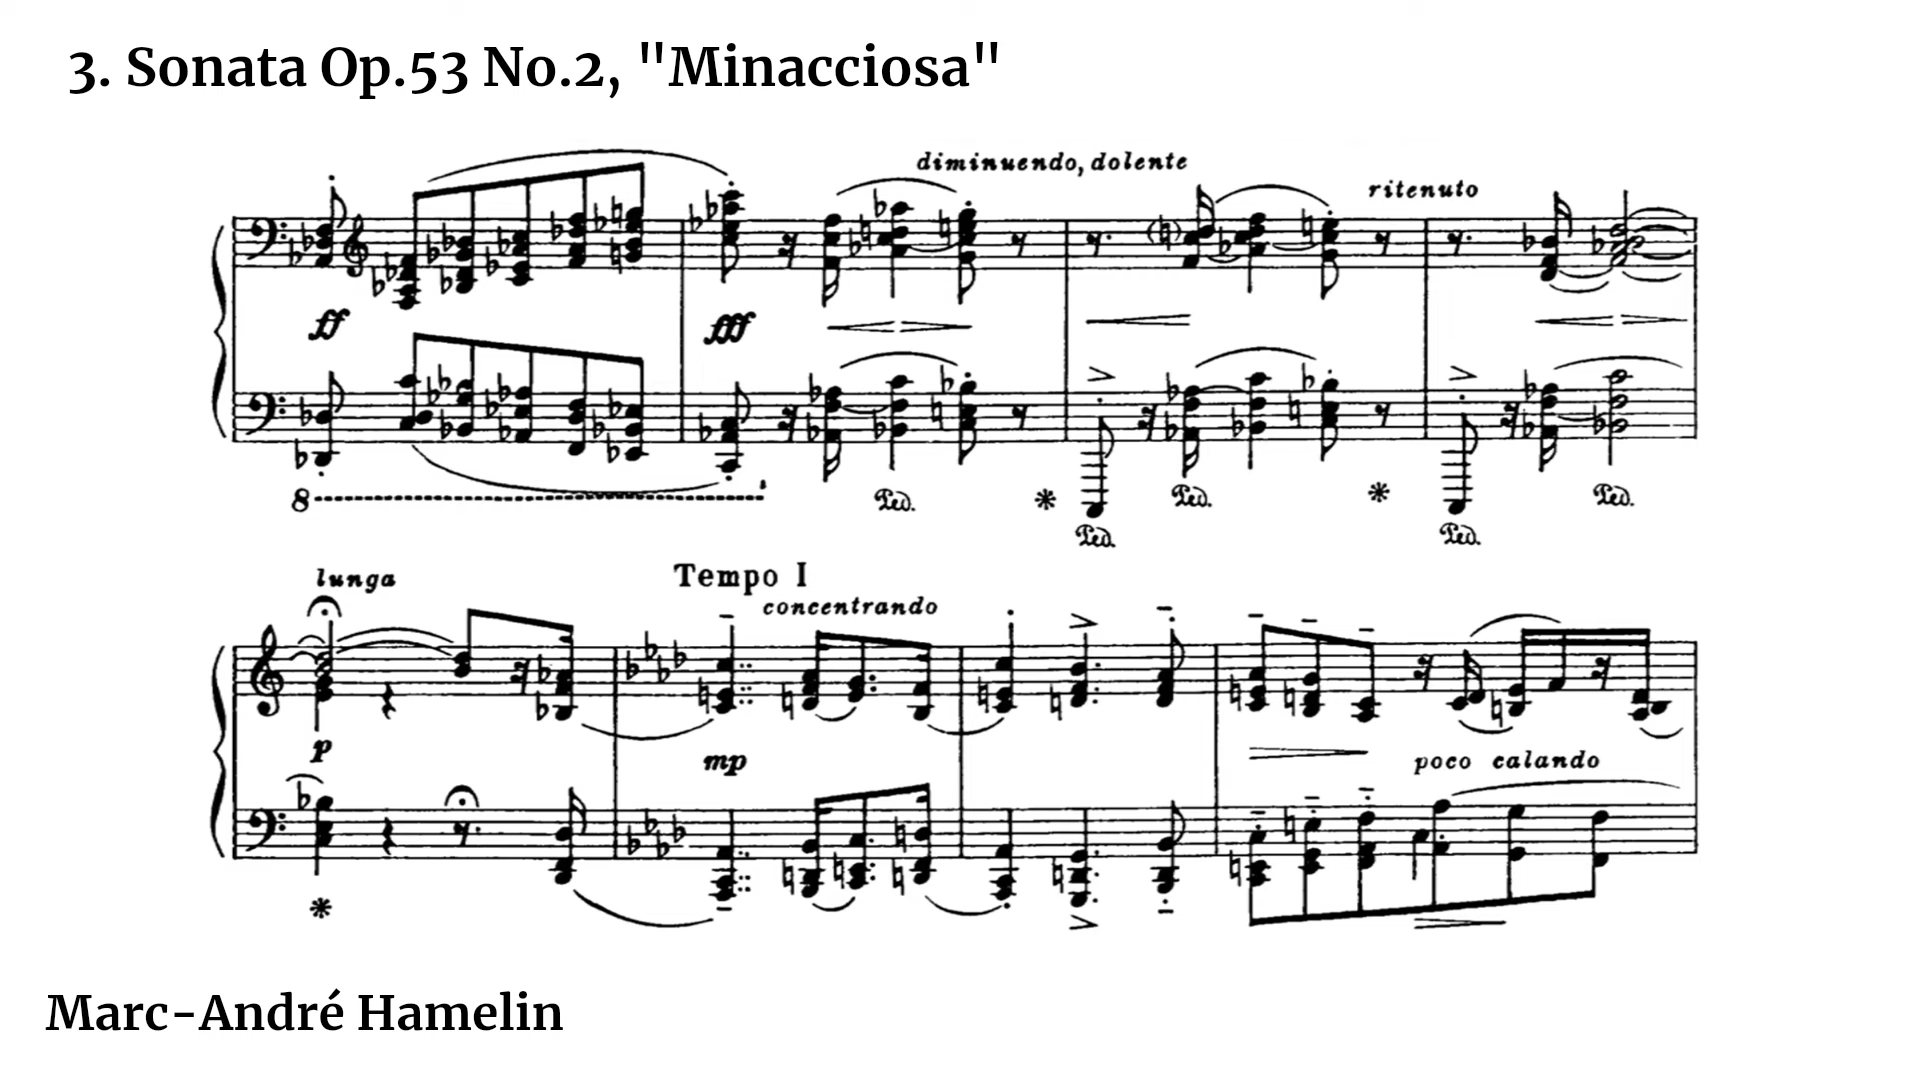 3. Sonata Op.53 No.2, "Minacciosa"
diminuendo, dolente
ritenuto
ff
fff
8
Ped.
Ped.
Ped.
Ped.
Ped.
lunga
Tempo I
concentrando
p
mp
poco calando
Marc-André Hamelin